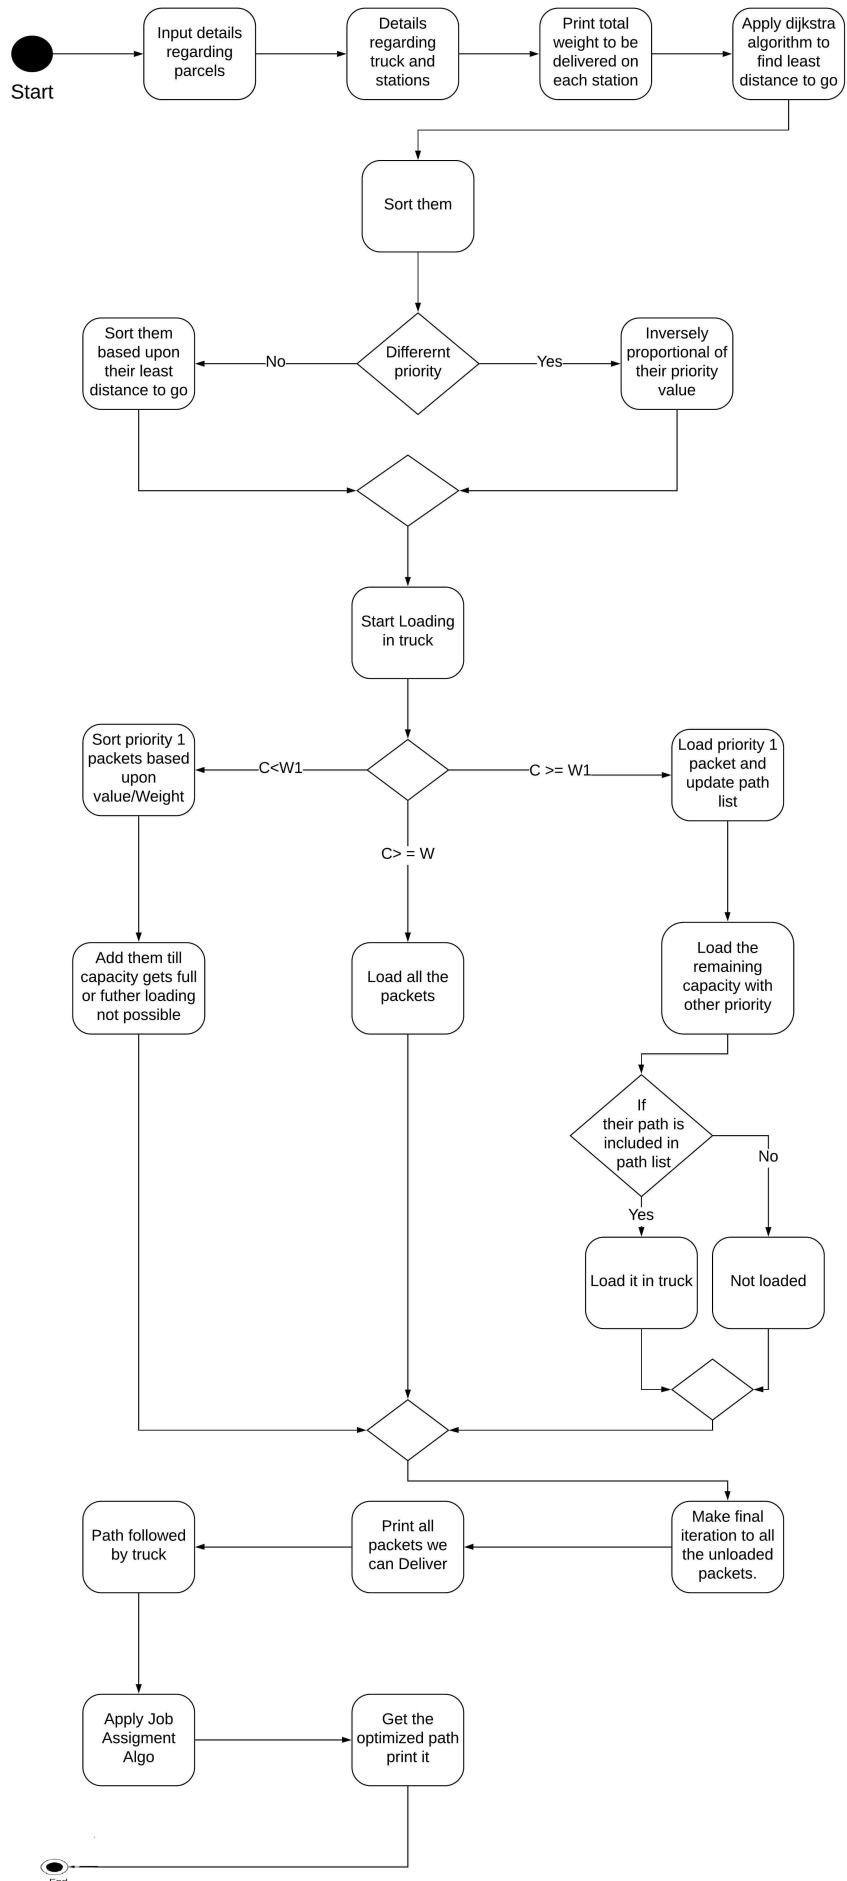 Start
Input details
regarding
parcels
Details
regarding
truck and
stations
Print total
weight to be
delivered on
each station
Apply dijkstra
algorithm to
find least
distance to go
Sort them
Sort them
based upon
their least
distance to go
No
Differernt
priority
Yes
Inversely
proportional of
their priority
value
Start Loading
in truck
Sort priority 1
packets based
upon
value/Weight
C<W1
C >= W1
Load priority 1
packet and
update path
list
C> = W
Add them till
capacity gets full
or futher loading
not possible
Load all the
packets
Load the
remaining
capacity with
other priority
If
their path is
included in
path list
No
Yes
Load it in truck
Not loaded
Path followed
by truck
Print all
packets we
can Deliver
Make final
iteration to all
the unloaded
packets.
Apply Job
Assigment
Algo
Get the
optimized path
print it